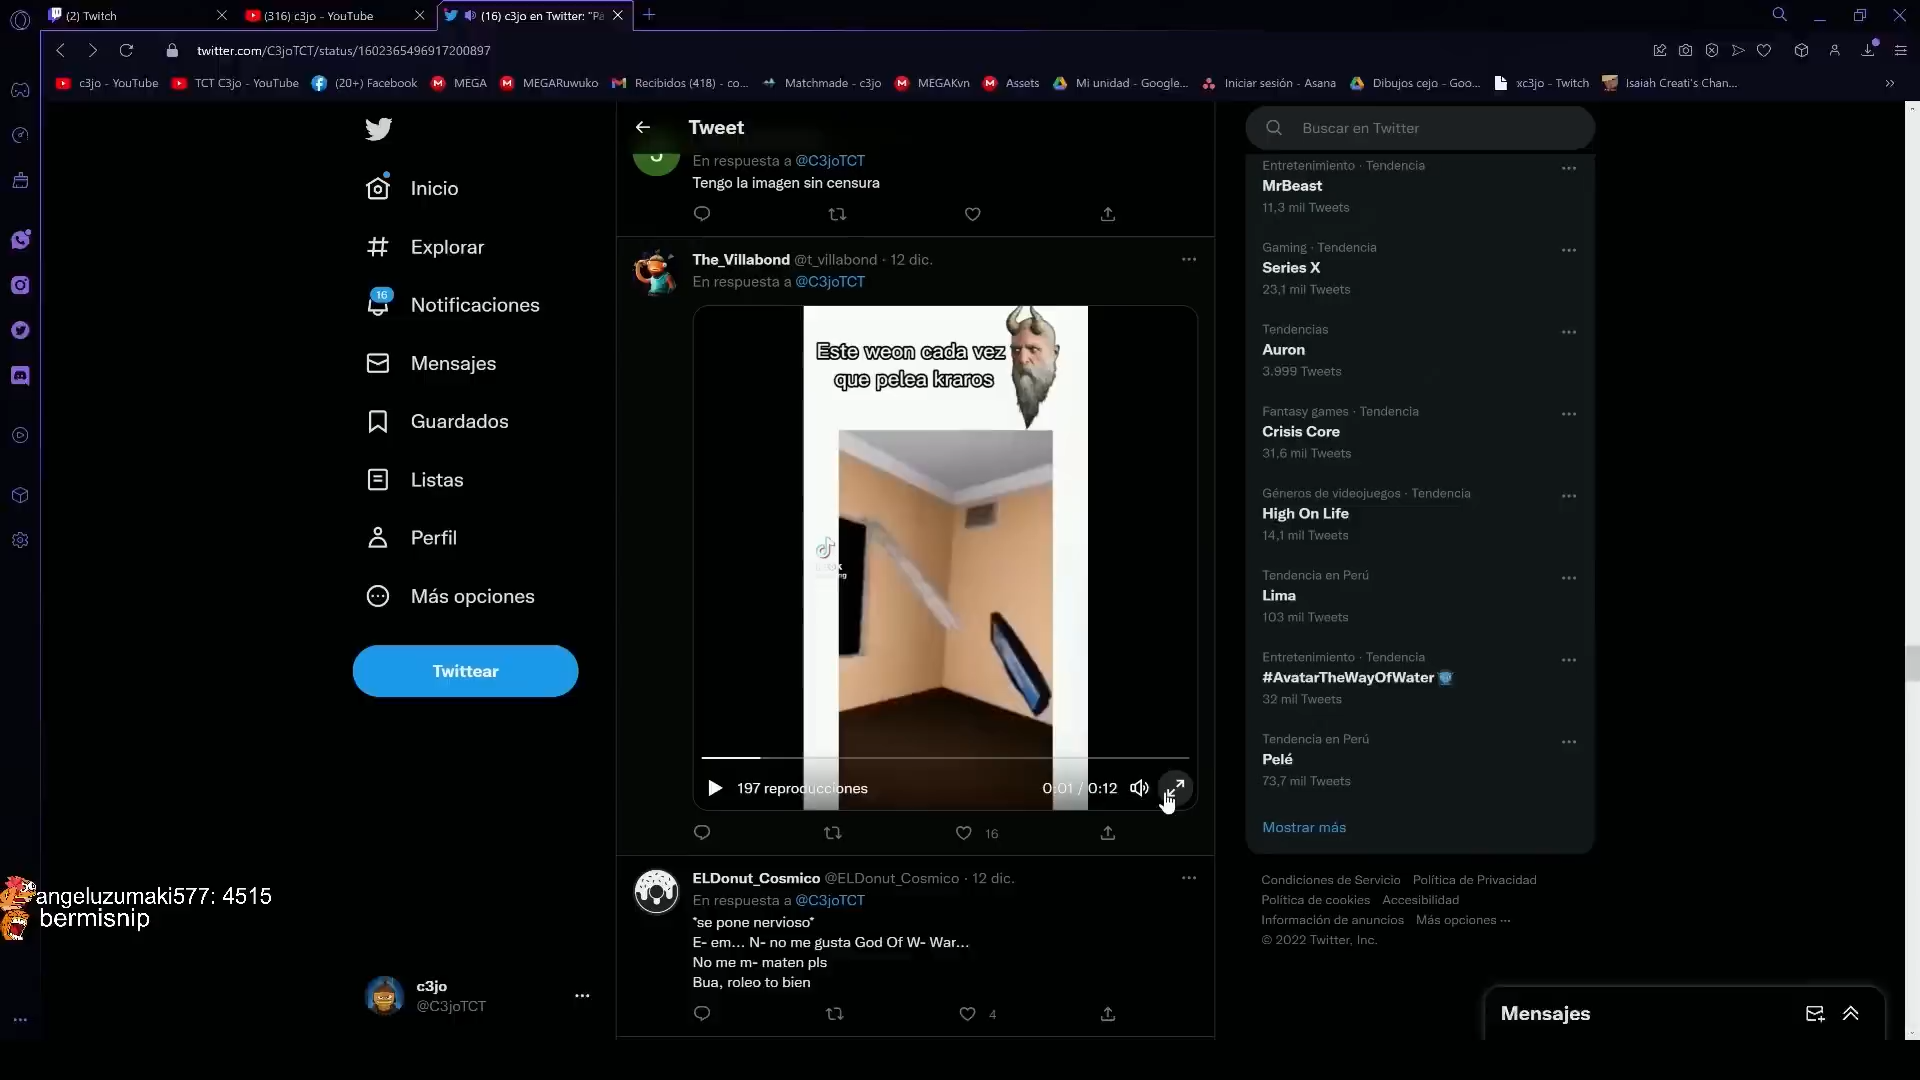 (2) Twitch
(316) c3jo - YouTube
(16) c3jo en Twitter: "Pa
twitter.com/C3joTCT/status/1602365496917200897
c3jo - YouTube
TCT C3jo - YouTube
(20+) Facebook
MEGA
MEGARuwuko
Recibidos (418) - co...
Matchmade - c3jo
MEGAKvn
Assets
Mi unidad - Google...
Iniciar sesión - Asana
Dibujos cejo - Goo...
xc3jo - Twitch
Isaiah Creati's Chan...
Inicio
Explorar
16
Notificaciones
Mensajes
Guardados
Listas
Perfil
Más opciones
Twittear
c3jo
@C3joTCT
angeluzumaki577: 4515
bermisnip
Tweet
En respuesta a @C3joTCT
Tengo la imagen sin censura
The_Villabond @t_villabond · 12 dic.
En respuesta a @C3joTCT
Este weon cada vez
que pelea kraros
197 reproducciones
0:01 / 0:12
16
ELDonut_Cosmico @ELDonut_Cosmico · 12 dic.
En respuesta a @C3joTCT
*se pone nervioso*
E- em... N- no me gusta God Of W- War...
No me m- maten pls
Bua, roleo to bien
4
Buscar en Twitter
Entretenimiento · Tendencia
MrBeast
11,3 mil Tweets
Gaming · Tendencia
Series X
23,1 mil Tweets
Tendencias
Auron
3.999 Tweets
Fantasy games · Tendencia
Crisis Core
31,6 mil Tweets
Géneros de videojuegos · Tendencia
High On Life
14,1 mil Tweets
Tendencia en Perú
Lima
103 mil Tweets
Entretenimiento · Tendencia
#AvatarTheWayOfWater
32 mil Tweets
Tendencia en Perú
Pelé
73,7 mil Tweets
Mostrar más
Condiciones de Servicio Política de Privacidad
Política de cookies Accesibilidad
Información de anuncios Más opciones ···
© 2022 Twitter, Inc.
Mensajes